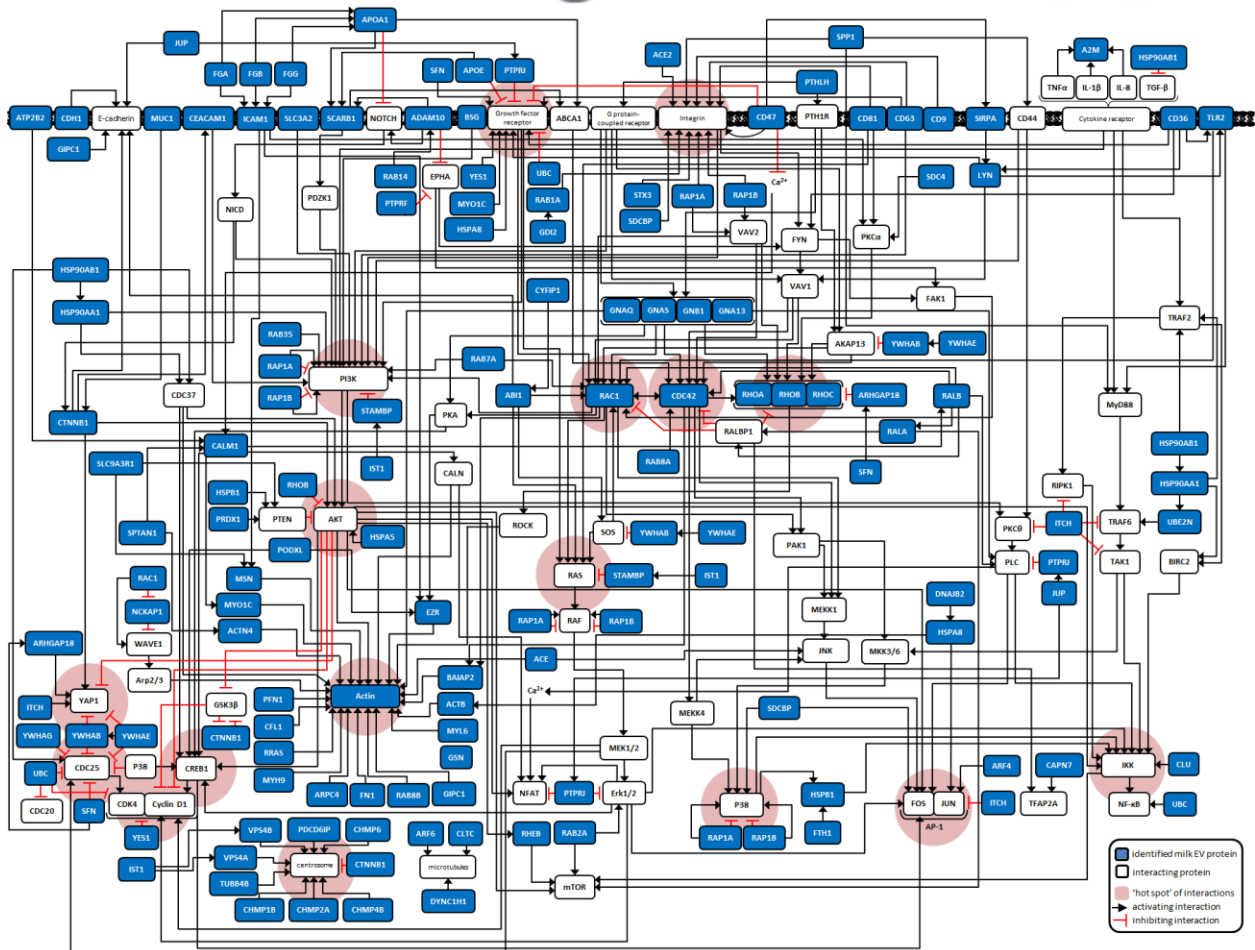 APOA1
JUP
SPP1
A2M
HSP90AB1
FGA
FGB
FGG
SFN
APOE
PTPRJ
ACE2
PTHLH
TNFα
IL-1β
IL-8
TGF-β
ATP2B2
CDH1
E-cadherin
MUC1
CEACAM1
ICAM1
SLC3A2
SCARB1
NOTCH
ADAM10
BSG
Growth factor
receptor
ABCA1
G protein-
coupled receptor
Integrin
CD47
PTH1R
CD81
CD63
CD9
SIRPA
CD44
Cytokine receptor
CD36
TLR2
GIPC1
RAB14
PTPRF
EPHA
YES1
MYO1C
HSPA8
UBC
RAB1A
GDI2
STX3
SDCBP
RAP1A
RAP1B
Ca2+
SDC4
LYN
NICD
PDZK1
VAV2
FYN
PKCα
VAV1
FAK1
HSP90AB1
HSP90AA1
CYFIP1
GNAQ
GNAS
GNB1
GNA13
TRAF2
RAB35
RAP1A
RAP1B
PI3K
RAB7A
AKAP13
YWHAB
YWHAE
CDC37
STAMBP
IST1
PKA
ABI1
RAC1
CDC42
RHOA
RHOB
RHOC
ARHGAP18
RALB
RALA
MyD88
CTNNB1
CALM1
CALN
RALBP1
RAB8A
SFN
HSP90AB1
HSP90AA1
SLC9A3R1
HSPB1
PRDX1
RHOB
PTEN
AKT
HSPA5
ROCK
SOS
YWHAB
YWHAE
PAK1
PKCθ
RIPK1
ITCH
TRAF6
UBE2N
SPTAN1
PODXL
MSN
MYO1C
ACTN4
RAS
STAMBP
IST1
PLC
PTPRJ
TAK1
BIRC2
RAC1
NCKAP1
WAVE1
Arp2/3
EZR
RAP1A
RAF
RAP1B
MEKK1
DNAJB2
HSPA8
JUP
ARHGAP18
ACE
JNK
MKK3/6
YAP1
ITCH
GSK3β
CTNNB1
PFN1
CFL1
RRAS
MYH9
Actin
BAIAP2
ACTB
MYL6
GSN
GIPC1
Ca2+
MEKK4
SDCBP
YWHAG
YWHAB
YWHAE
CDC25
P38
CREB1
MEK1/2
IKK
CLU
UBC
CDC20
SFN
CDK4
Cyclin D1
YES1
ARPC4
FN1
RAB8B
NFAT
PTPRJ
Erk1/2
P38
RAP1A
RAP1B
HSPB1
FTH1
FOS
JUN
AP-1
ARF4
ITCH
CAPN7
TFAP2A
NF-κB
UBC
IST1
VPS4B
PDCD6IP
CHMP6
VPS4A
centrosome
CTNNB1
TUBB4B
CHMP1B
CHMP2A
CHMP4B
ARF6
CLTC
microtubules
DYNC1H1
RHEB
RAB2A
mTOR
identified milk EV protein
interacting protein
'hot spot' of interactions
activating interaction
inhibiting interaction